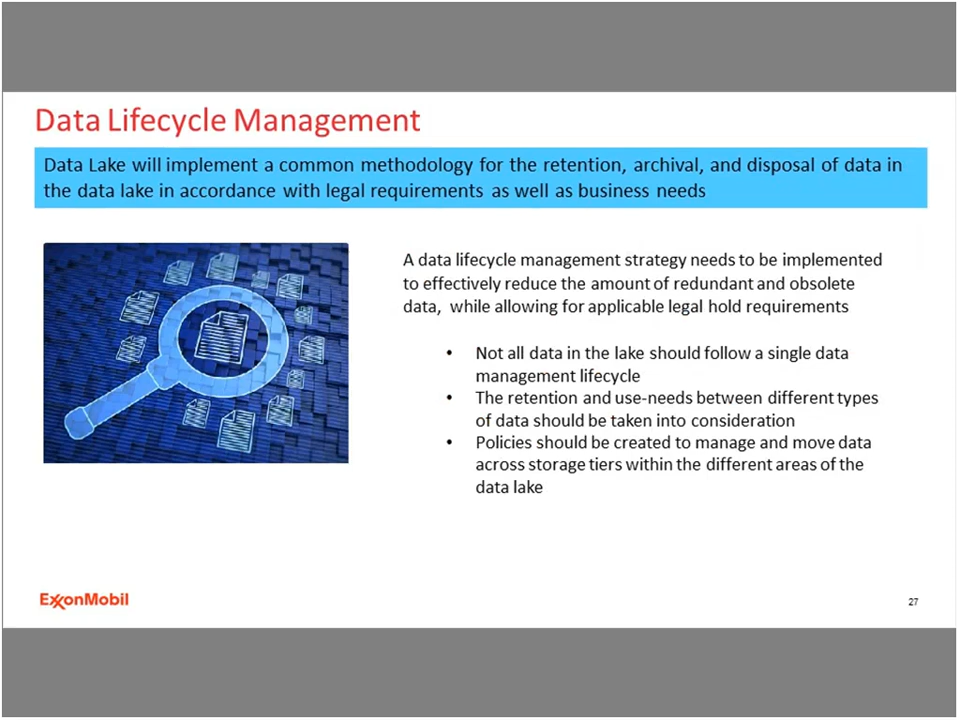 Data Lifecycle Management
Data Lake will implement a common methodology for the retention, archival, and disposal of data in
the data lake in accordance with legal requirements as well as business needs
A data lifecycle management strategy needs to be implemented
to effectively reduce the amount of redundant and obsolete
data, while allowing for applicable legal hold requirements
• Not all data in the lake should follow a single data
management lifecycle
• The retention and use-needs between different types
of data should be taken into consideration
• Policies should be created to manage and move data
across storage tiers within the different areas of the
data lake
ExxonMobil
27